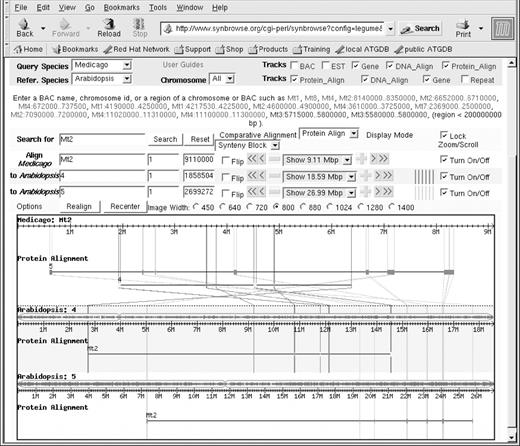 File Edit View Go Bookmarks Tools Window Help
Back Forward Reload Stop http://www.synbrowse.org/cgi-perl/synbrowse?config=legume& Search Print
Home Bookmarks Red Hat Network Support Shop Products Training local ATGDB public ATGDB
Query Species Medicago User Guides Tracks BAC EST Gene DNA_Align Protein_Align
Refer. Species Arabidopsis Chromosome All Tracks Protein_Align DNA_Align Gene Repeat
Enter a BAC name, chromosome id, or a region of a chromosome or BAC such as Mt1, Mt8, Mt4, Mt2:8140000..8350000, Mt2:6652000..5710000,
Mt4:672000..737500, Mt1:4190000..4250000, Mt1:4217530..4225000, Mt2:4600000..4900000, Mt4:3610000..3725000, Mt7:2369000..2500000,
Mt2:7090000..7200000, Mt4:11020000..11310000, Mt4:11110000..11300000, Mt3:5715000..5800000, Mt3:5580000..5800000, (region < 200000000
bp ).
Search for Mt2 Search Reset Comparative Alignment Protein Align Display Mode Lock Zoom/Scroll
Synteny Block
Align Medicago Mt2 1 9110000 Flip Show 9.11 Mbp Turn On/Off
to Arabidopsis 4 1 1858504 Flip Show 18.59 Mbp Turn On/Off
to Arabidopsis 5 1 2699272 Flip Show 26.99 Mbp Turn On/Off
Options Realign Recenter Image Width: 450 640 720 800 880 1024 1280 1400
Medicago: Mt2
1M 2M 3M 4M 5M 6M 7M 8M 9M
Protein Alignment
5
4
Arabidopsis: 4
1M 2M 3M 4M 5M 6M 7M 8M 9M 10M 11M 12M 13M 14M 15M 16M 17M 18M
Protein Alignment
Mt2
Arabidopsis: 5
1M 2M 3M 4M 5M 6M 7M 8M 9M 10M 11M 12M 13M 14M 15M 16M 17M 18M 19M 20M 21M 22M 23M 24M 25M 26M
Protein Alignment
Mt2